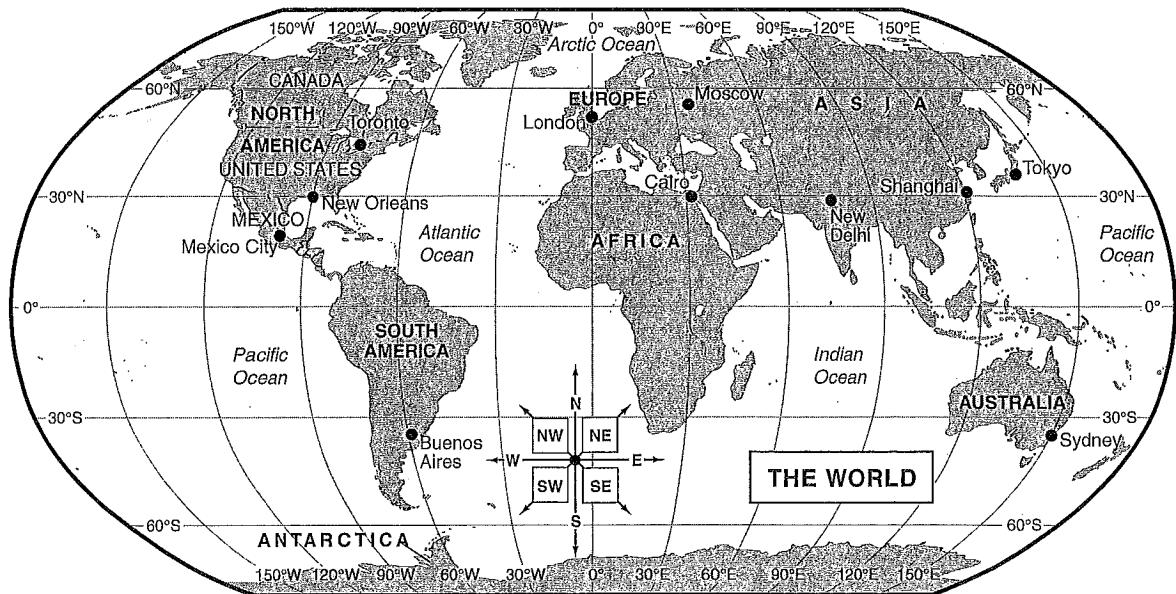 150°W 120°W 90°W 60°W 30°W 0° 30°E 60°E 90°E 120°E 150°E
Arctic Ocean
CANADA
60°N
60°N
EUROPE
Moscow
ASIA
NORTH
AMERICA
Toronto
London
UNITED STATES
Cairo
Shanghai
Tokyo
30°N
30°N
New Orleans
New
Delhi
MEXICO
Mexico City
Atlantic
Ocean
AFRICA
Pacific
Ocean
0°
0°
SOUTH
AMERICA
Pacific
Ocean
Indian
Ocean
AUSTRALIA
30°S
30°S
Buenos
Aires
Sydney
N
NW NE
W E
SW SE
S
THE WORLD
60°S
60°S
ANTARCTICA
150°W 120°W 90°W 60°W 30°W 0° 30°E 60°E 90°E 120°E 150°E